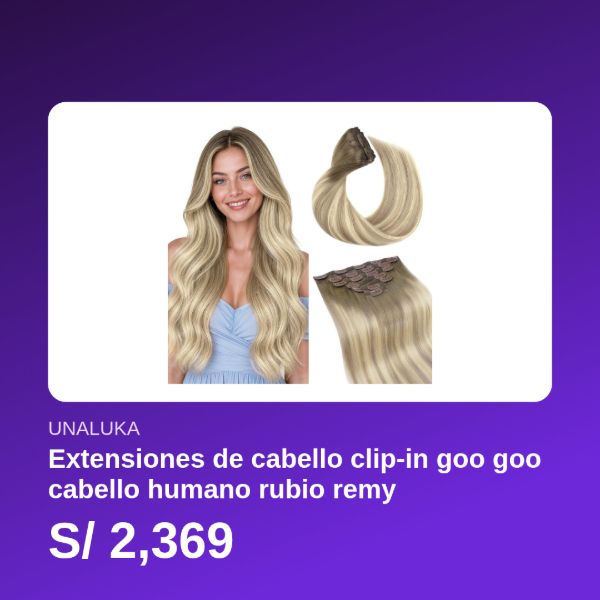 UNALUKA
Extensiones de cabello clip-in goo goo
cabello humano rubio remy
S/ 2,369